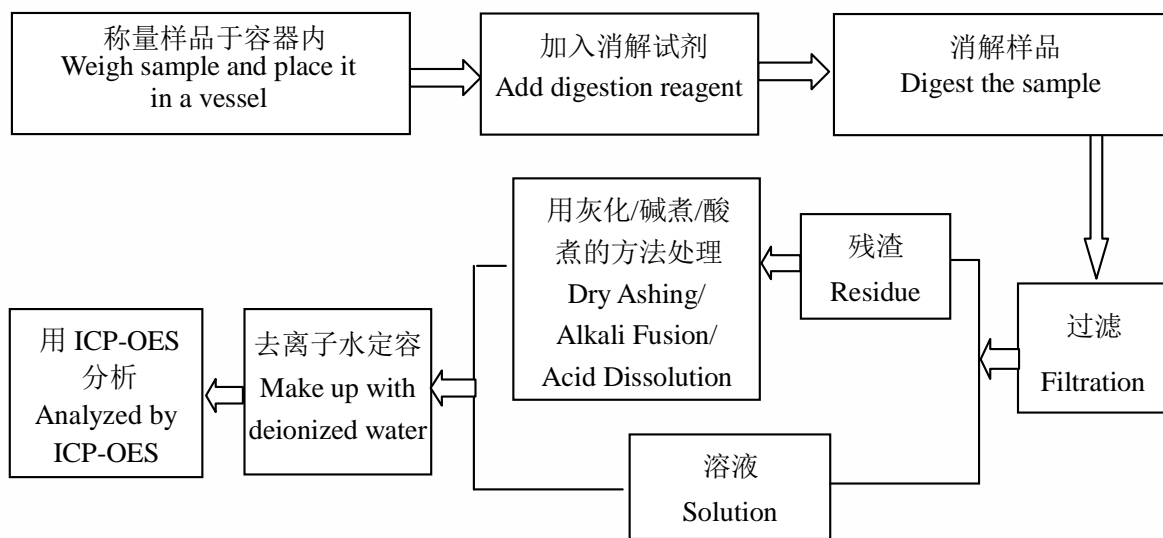 称量样品于容器内
Weigh sample and place it
in a vessel
加入消解试剂
Add digestion reagent
消解样品
Digest the sample
过滤
Filtration
残渣
Residue
用灰化/碱煮/酸
煮的方法处理
Dry Ashing/
Alkali Fusion/
Acid Dissolution
溶液
Solution
去离子水定容
Make up with
deionized water
用 ICP-OES
分析
Analyzed by
ICP-OES